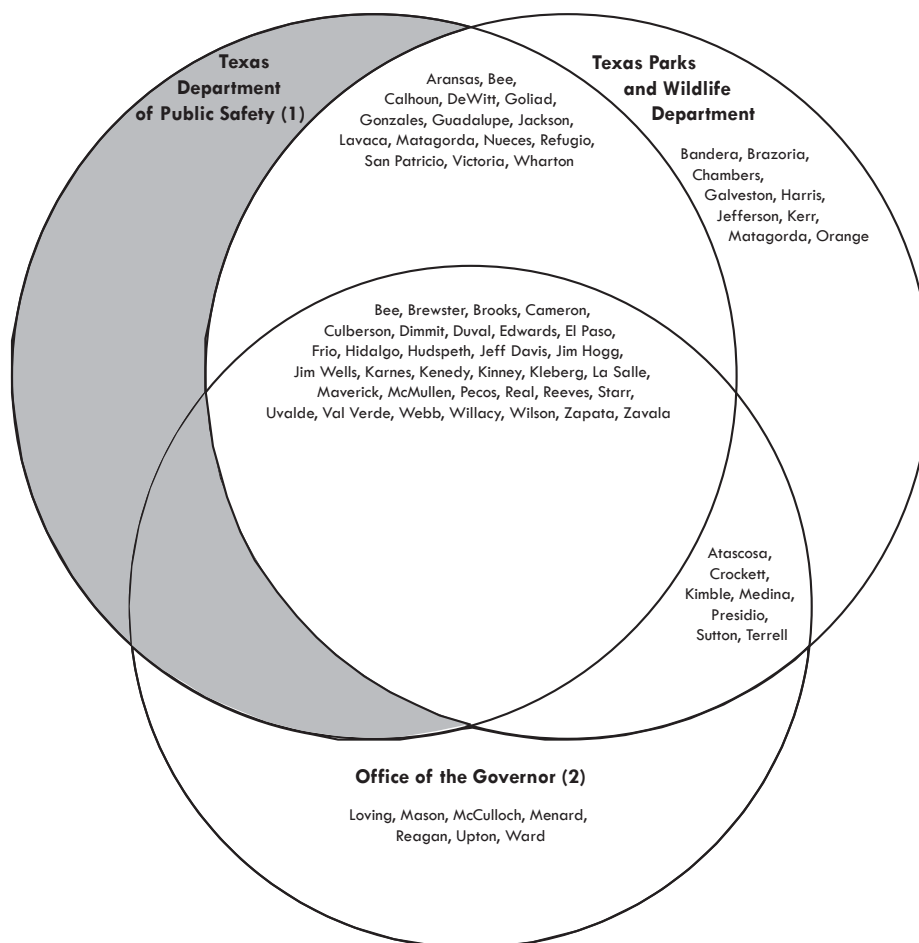 Texas
Department
of Public Safety (1)
Aransas, Bee,
Calhoun, DeWitt, Goliad,
Gonzales, Guadalupe, Jackson,
Lavaca, Matagorda, Nueces, Refugio,
San Patricio, Victoria, Wharton
Texas Parks
and Wildlife
Department
Bandera, Brazoria,
Chambers,
Galveston, Harris,
Jefferson, Kerr,
Matagorda, Orange
Bee, Brewster, Brooks, Cameron,
Culberson, Dimmit, Duval, Edwards, El Paso,
Frio, Hidalgo, Hudspeth, Jeff Davis, Jim Hogg,
Jim Wells, Karnes, Kenedy, Kinney, Kleberg, La Salle,
Maverick, McMullen, Pecos, Real, Reeves, Starr,
Uvalde, Val Verde, Webb, Willacy, Wilson, Zapata, Zavala
Atascosa,
Crockett,
Kimble, Medina,
Presidio,
Sutton, Terrell
Office of the Governor (2)
Loving, Mason, McCulloch, Menard,
Reagan, Upton, Ward